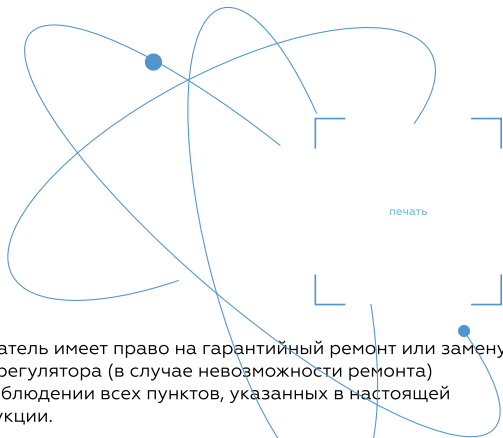 печать
атель имеет право на гарантийный ремонт или замену
регулятора (в случае невозможности ремонта)
блюдении всех пунктов, указанных в настоящей
укции.